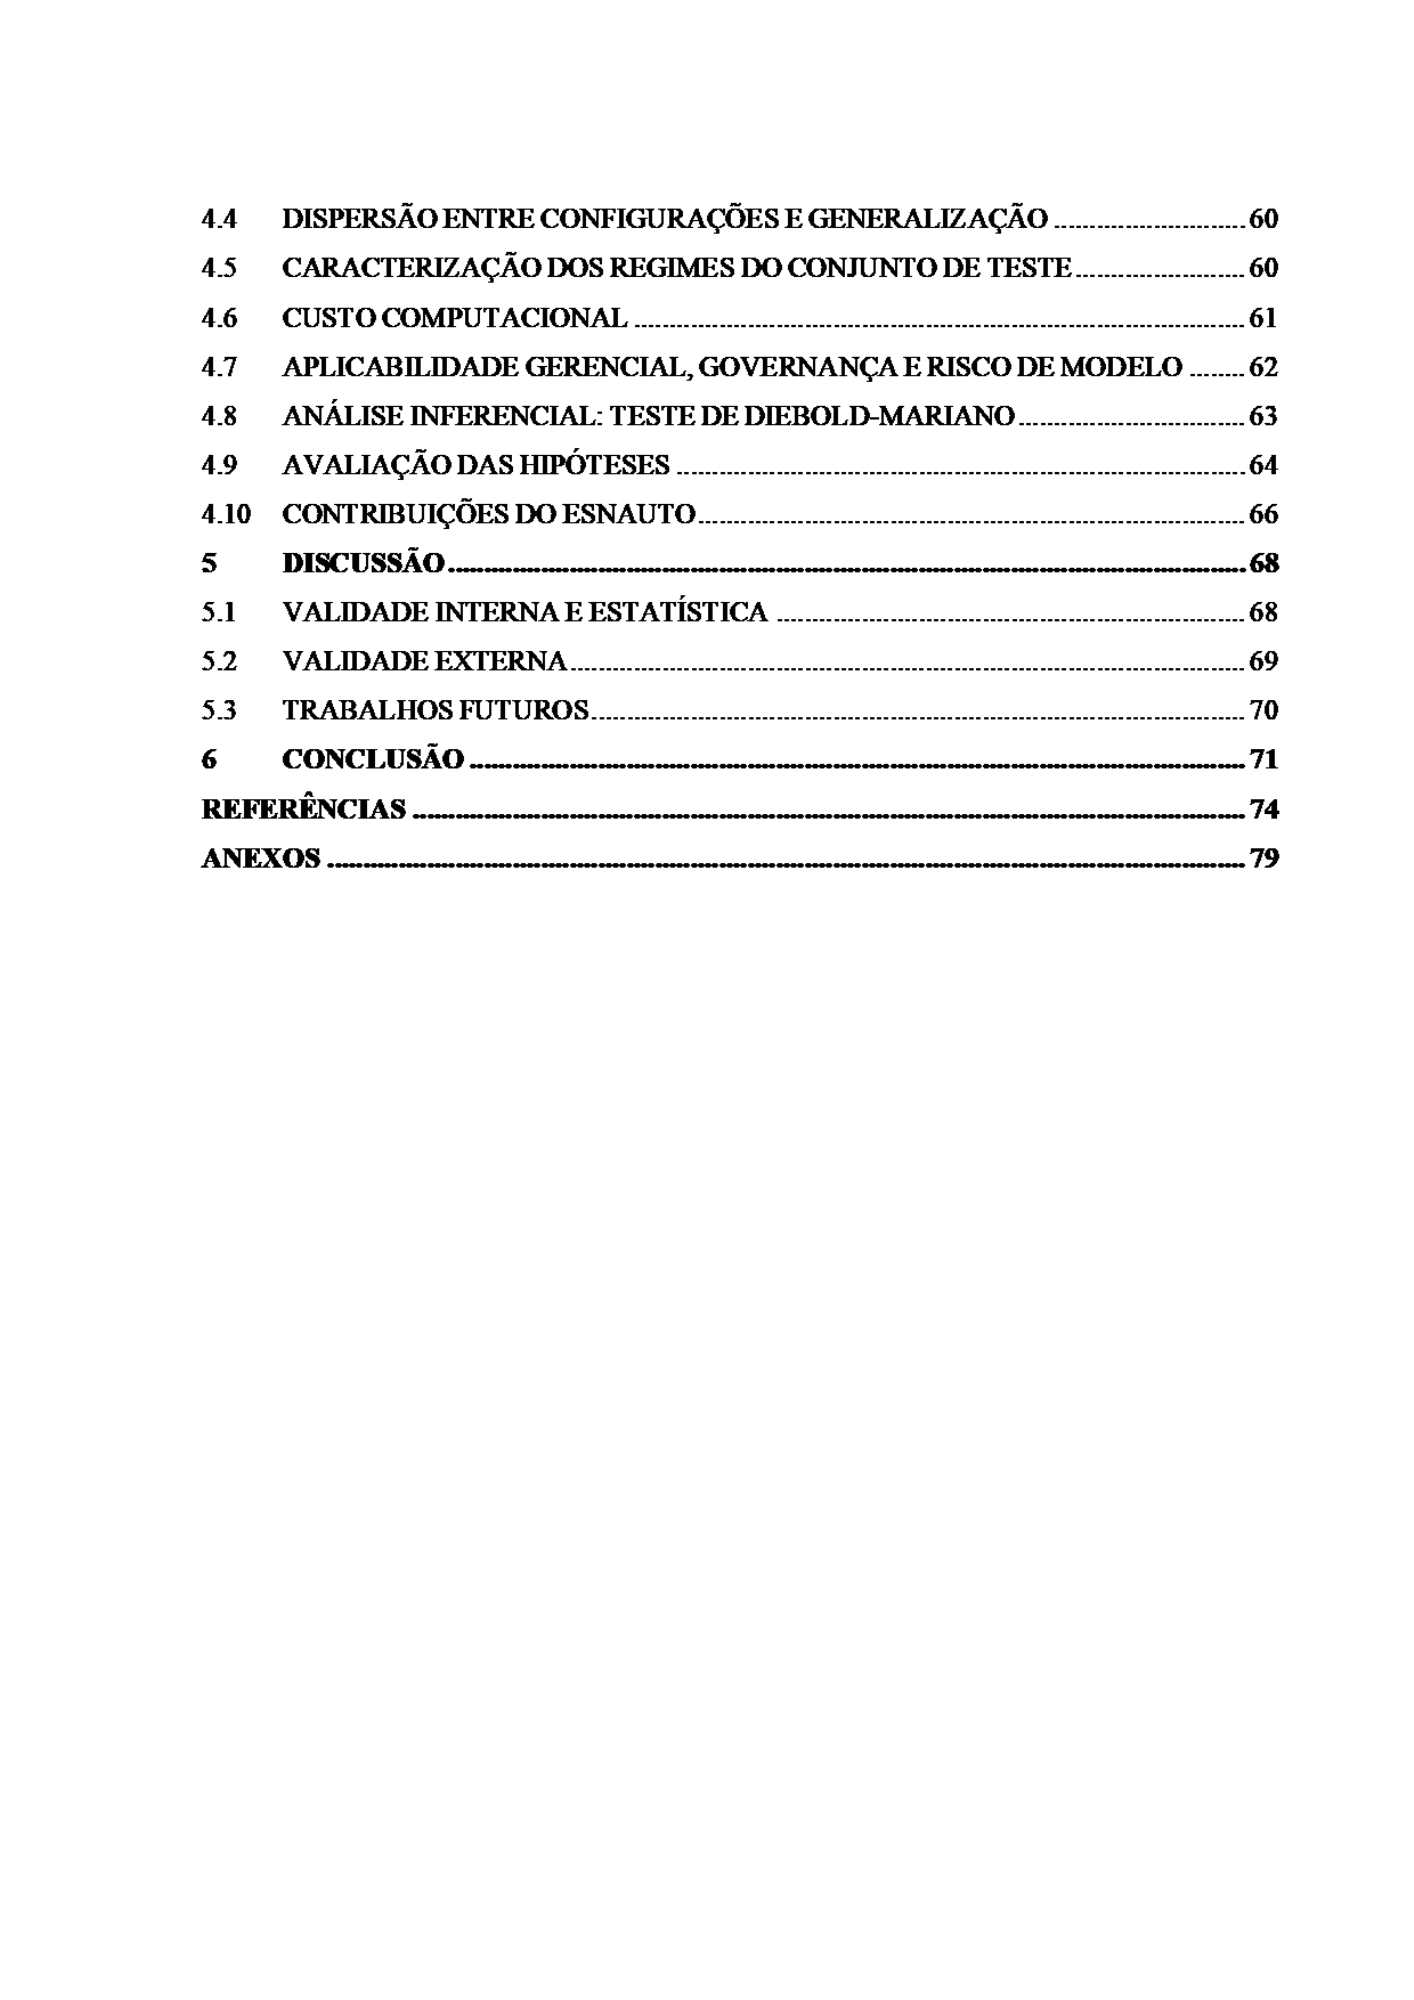 4.4 DISPERSÃO ENTRE CONFIGURAÇÕES E GENERALIZAÇÃO ........................... 60
4.5 CARACTERIZAÇÃO DOS REGIMES DO CONJUNTO DE TESTE ........................ 60
4.6 CUSTO COMPUTACIONAL ...................................................................................... 61
4.7 APLICABILIDADE GERENCIAL, GOVERNANÇA E RISCO DE MODELO ........ 62
4.8 ANÁLISE INFERENCIAL: TESTE DE DIEBOLD-MARIANO ................................ 63
4.9 AVALIAÇÃO DAS HIPÓTESES ................................................................................ 64
4.10 CONTRIBUIÇÕES DO ESNAUTO ............................................................................. 66
5 DISCUSSÃO ................................................................................................................ 68
5.1 VALIDADE INTERNA E ESTATÍSTICA .................................................................. 68
5.2 VALIDADE EXTERNA ............................................................................................... 69
5.3 TRABALHOS FUTUROS ............................................................................................ 70
6 CONCLUSÃO ............................................................................................................. 71
REFERÊNCIAS ..................................................................................................................... 74
ANEXOS ................................................................................................................................. 79